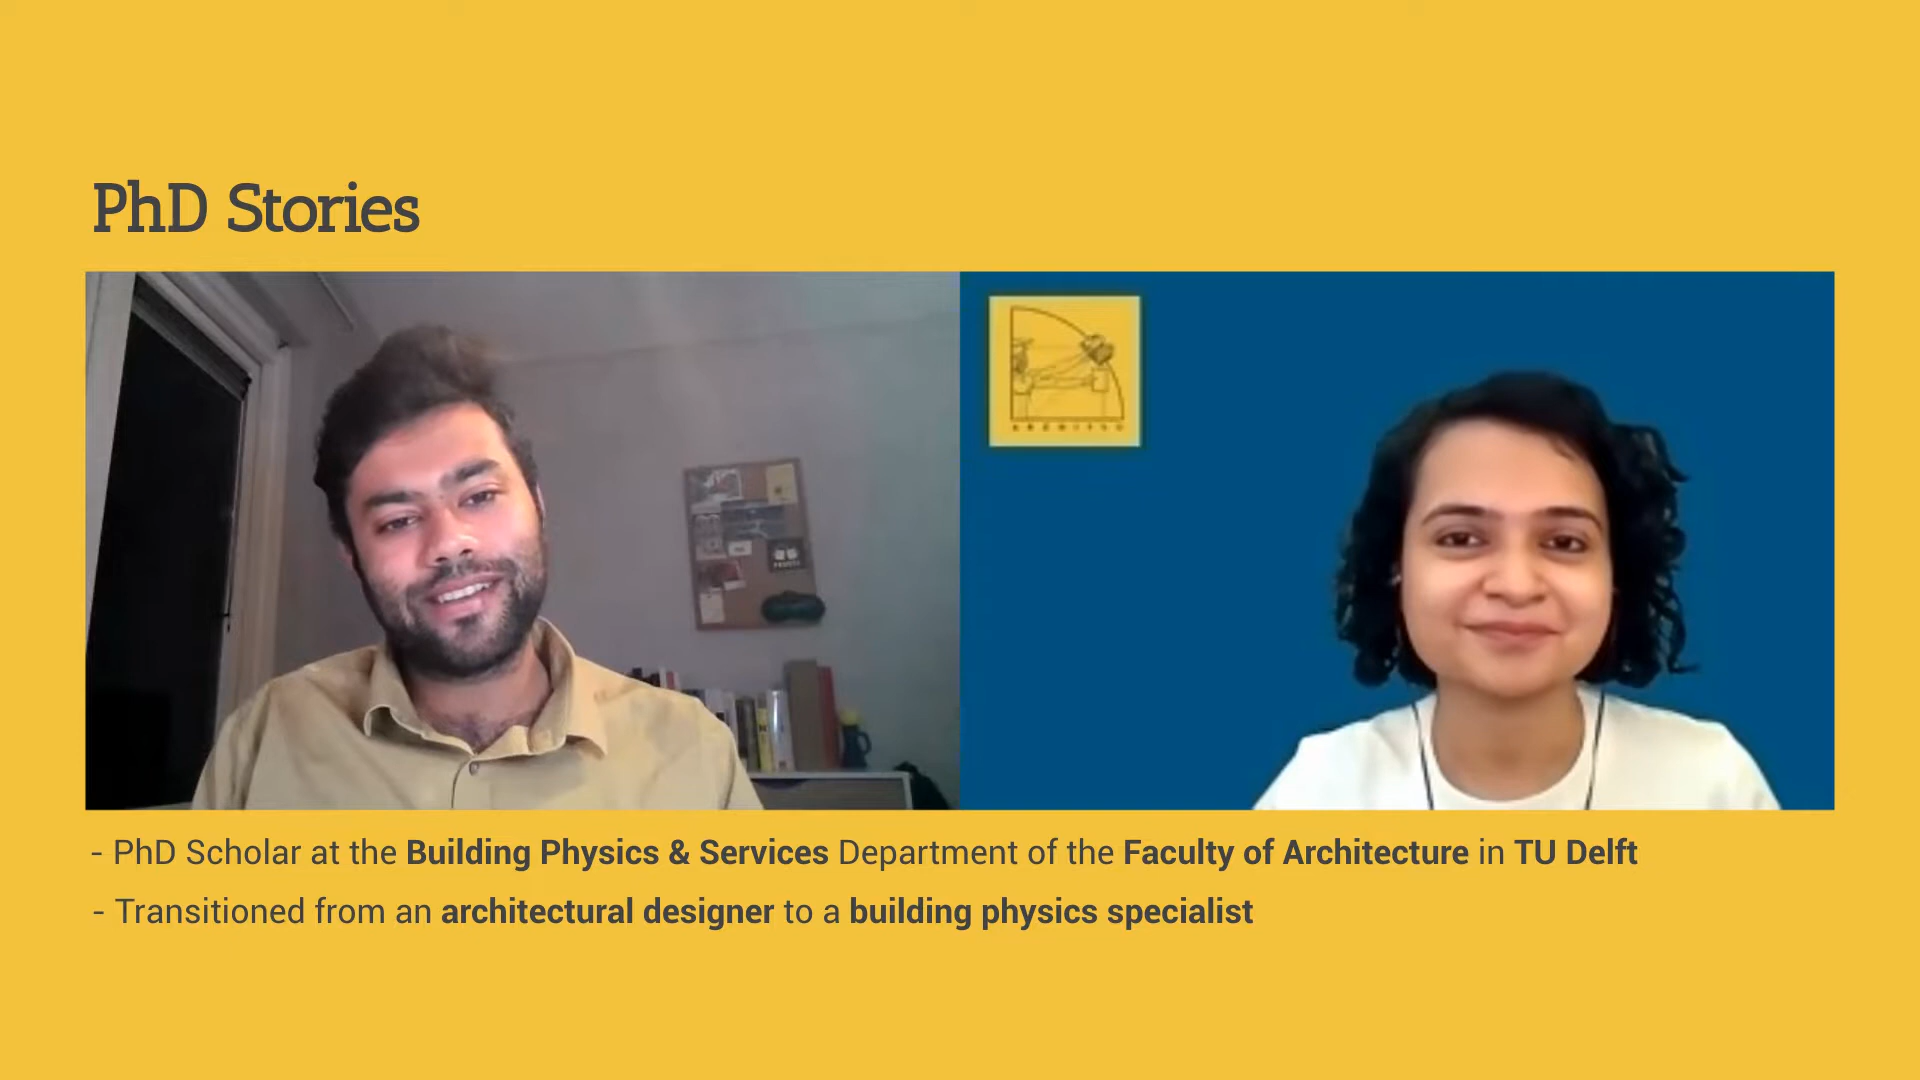 PhD Stories
- PhD Scholar at the Building Physics & Services Department of the Faculty of Architecture in TU Delft
- Transitioned from an architectural designer to a building physics specialist